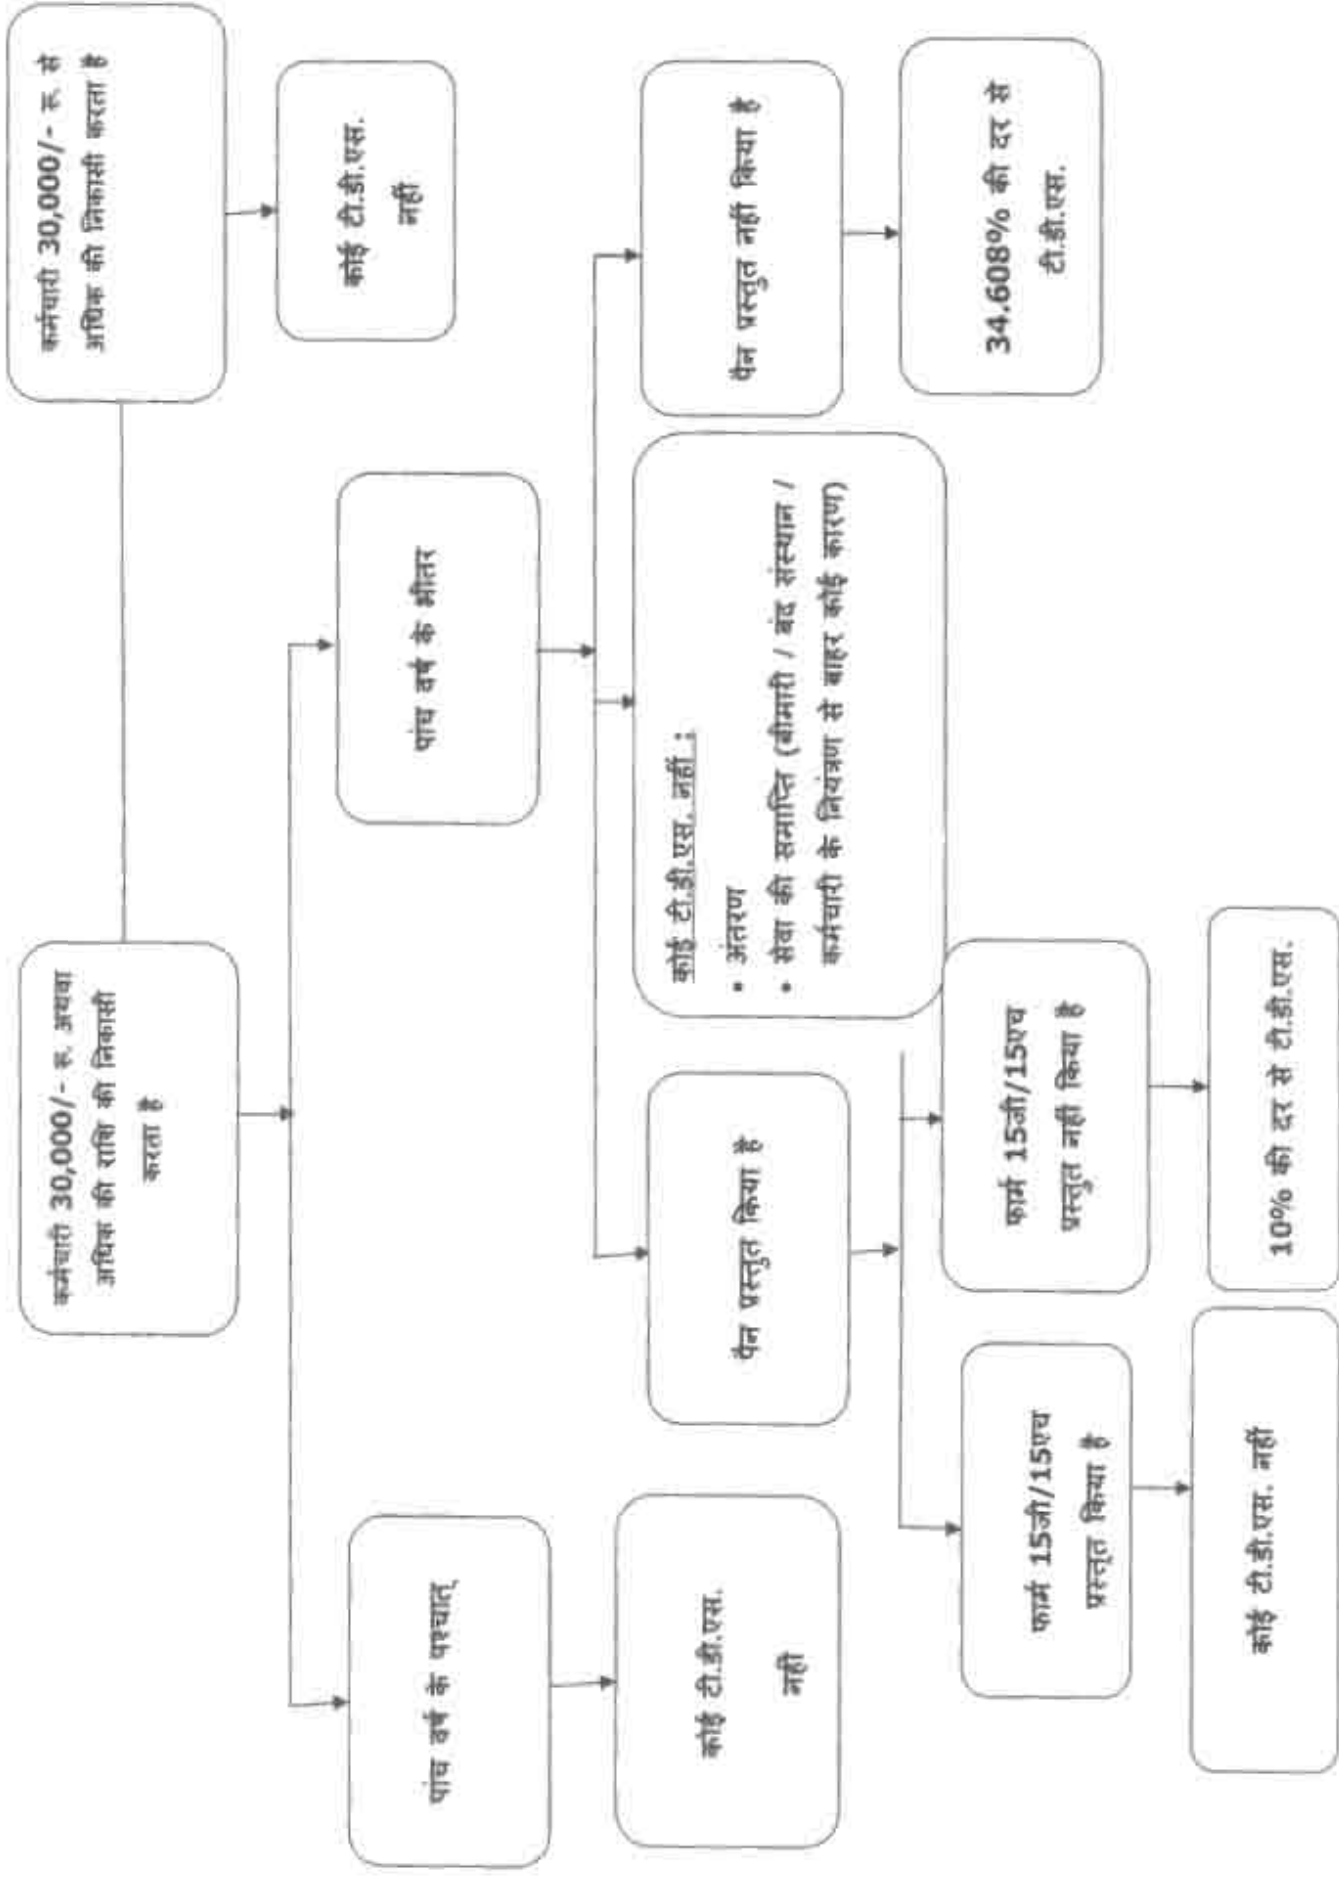 कर्मचारी 30,000/- रू. अथवा
अधिक की राशि की निकासी
करता है
कर्मचारी 30,000/- रू. से
अधिक की निकासी करता है
कोई टी.डी.एस.
नहीं
पांच वर्ष के पश्चात्
पांच वर्ष के भीतर
कोई टी.डी.एस.
नहीं
पैन प्रस्तुत किया है
कोई टी.डी.एस. नहीं :
• अंतरण
• सेवा की समाप्ति (बीमारी / बंद संस्थान /
कर्मचारी के नियंत्रण से बाहर कोई कारण)
पैन प्रस्तुत नहीं किया है
34.608% की दर से
टी.डी.एस.
फार्म 15जी/15एच
प्रस्तुत किया है
फार्म 15जी/15एच
प्रस्तुत नहीं किया है
कोई टी.डी.एस. नहीं
10% की दर से टी.डी.एस.